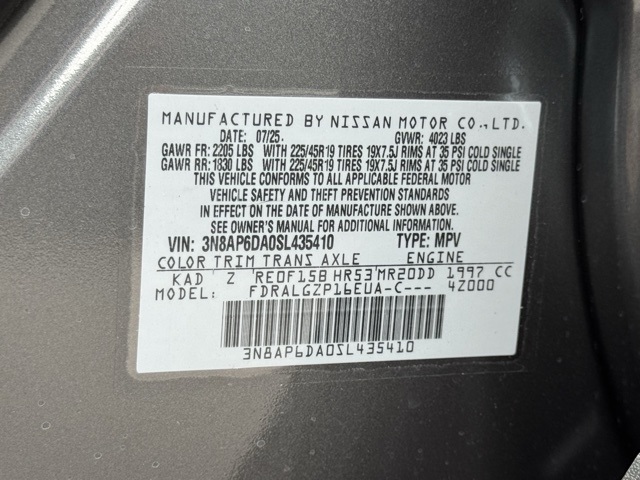 MANUFACTURED BY NISSAN MOTOR CO.,LTD.
DATE: 07/25. GVWR: 4023 LBS
GAWR FR: 2205 LBS WITH 225/45R19 TIRES 19X7.5J RIMS AT 35 PSI COLD SINGLE
GAWR RR: 1830 LBS WITH 225/45R19 TIRES 19X7.5J RIMS AT 35 PSI COLD SINGLE
THIS VEHICLE CONFORMS TO ALL APPLICABLE FEDERAL MOTOR
VEHICLE SAFETY STANDARDS AND THEFT PREVENTION STANDARDS
IN EFFECT ON THE DATE OF MANUFACTURE SHOWN ABOVE.
SEE OWNER'S MANUAL FOR ADDITIONAL INFORMATION.
VIN: 3N8AP6DA0SL435410 TYPE: MPV
COLOR TRIM TRANS AXLE ENGINE
KAD Z RE0F15B HR53 MR20DD 1997 CC
MODEL: FDRALGZP16EUA-C--- 4Z000
3N8AP6DA0SL435410